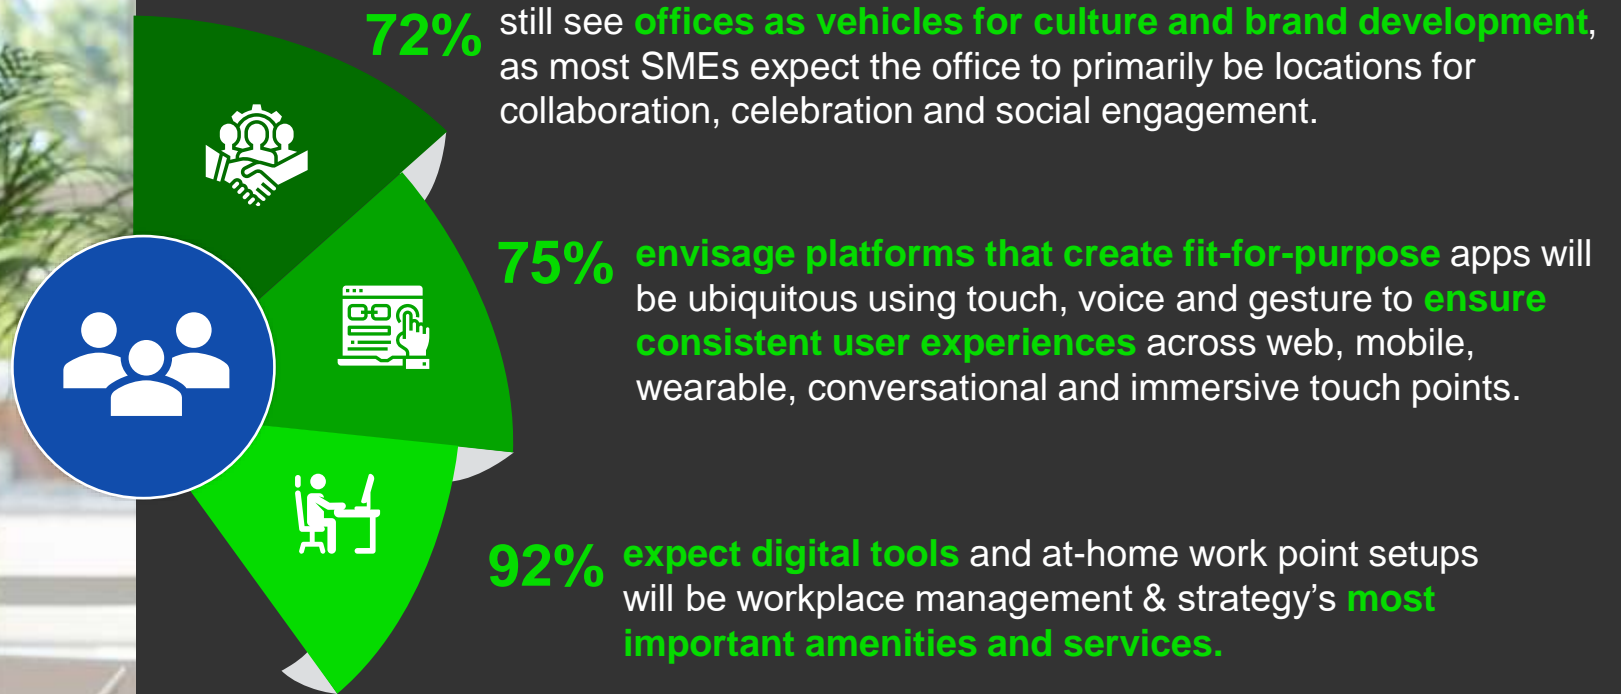 72% still see offices as vehicles for culture and brand development,
as most SMEs expect the office to primarily be locations for
collaboration, celebration and social engagement.
75% envisage platforms that create fit-for-purpose apps will
be ubiquitous using touch, voice and gesture to ensure
consistent user experiences across web, mobile,
wearable, conversational and immersive touch points.
92% expect digital tools and at-home work point setups
will be workplace management & strategy’s most
important amenities and services.